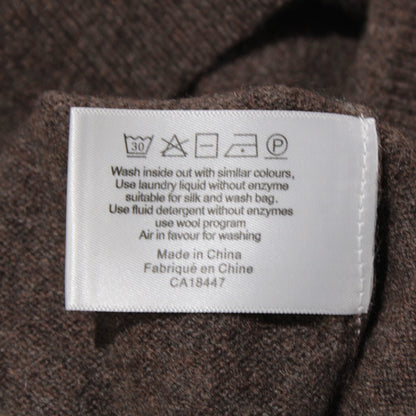 30 P
Wash inside out with similar colours,
Use laundry liquid without enzyme
suitable for silk and wash bag.
Use fluid detergent without enzymes
use wool program
Air in favour for washing
Made in China
Fabriqué en Chine
CA18447